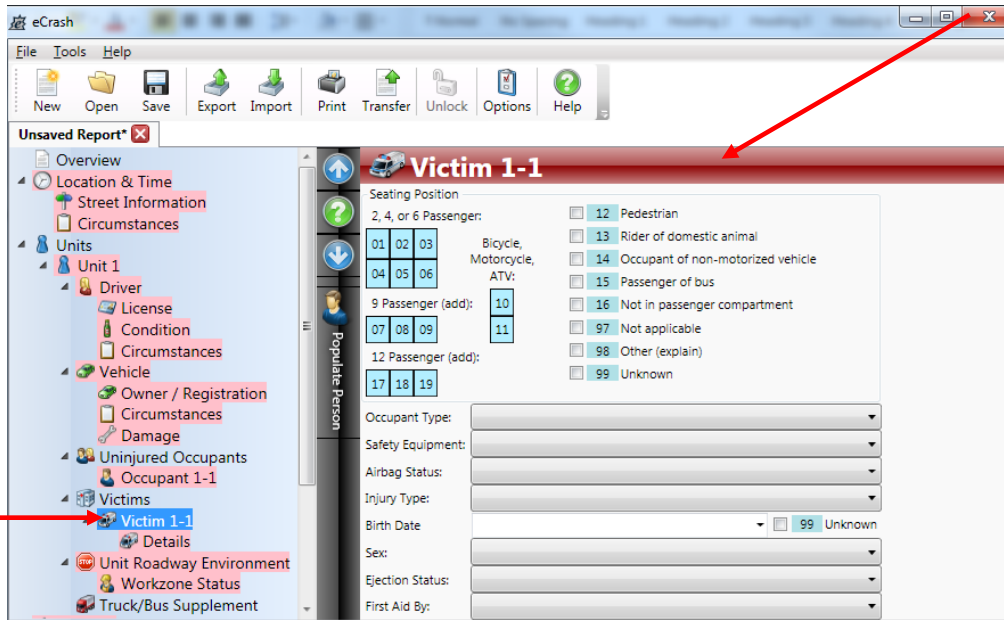 eCrash
File Tools Help
New Open Save Export Import Print Transfer Unlock Options Help
Unsaved Report*
Overview
Location & Time
Street Information
Circumstances
Units
Unit 1
Driver
License
Condition
Circumstances
Vehicle
Owner / Registration
Circumstances
Damage
Uninjured Occupants
Occupant 1-1
Victims
Victim 1-1
Details
Unit Roadway Environment
Workzone Status
Truck/Bus Supplement
Populate Person
Victim 1-1
Seating Position
2, 4, or 6 Passenger:
01 02 03
04 05 06
9 Passenger (add):
07 08 09
12 Passenger (add):
17 18 19
Bicycle,
Motorcycle,
ATV:
10
11
12 Pedestrian
13 Rider of domestic animal
14 Occupant of non-motorized vehicle
15 Passenger of bus
16 Not in passenger compartment
97 Not applicable
98 Other (explain)
99 Unknown
Occupant Type:
Safety Equipment:
Airbag Status:
Injury Type:
Birth Date 99 Unknown
Sex:
Ejection Status:
First Aid By: